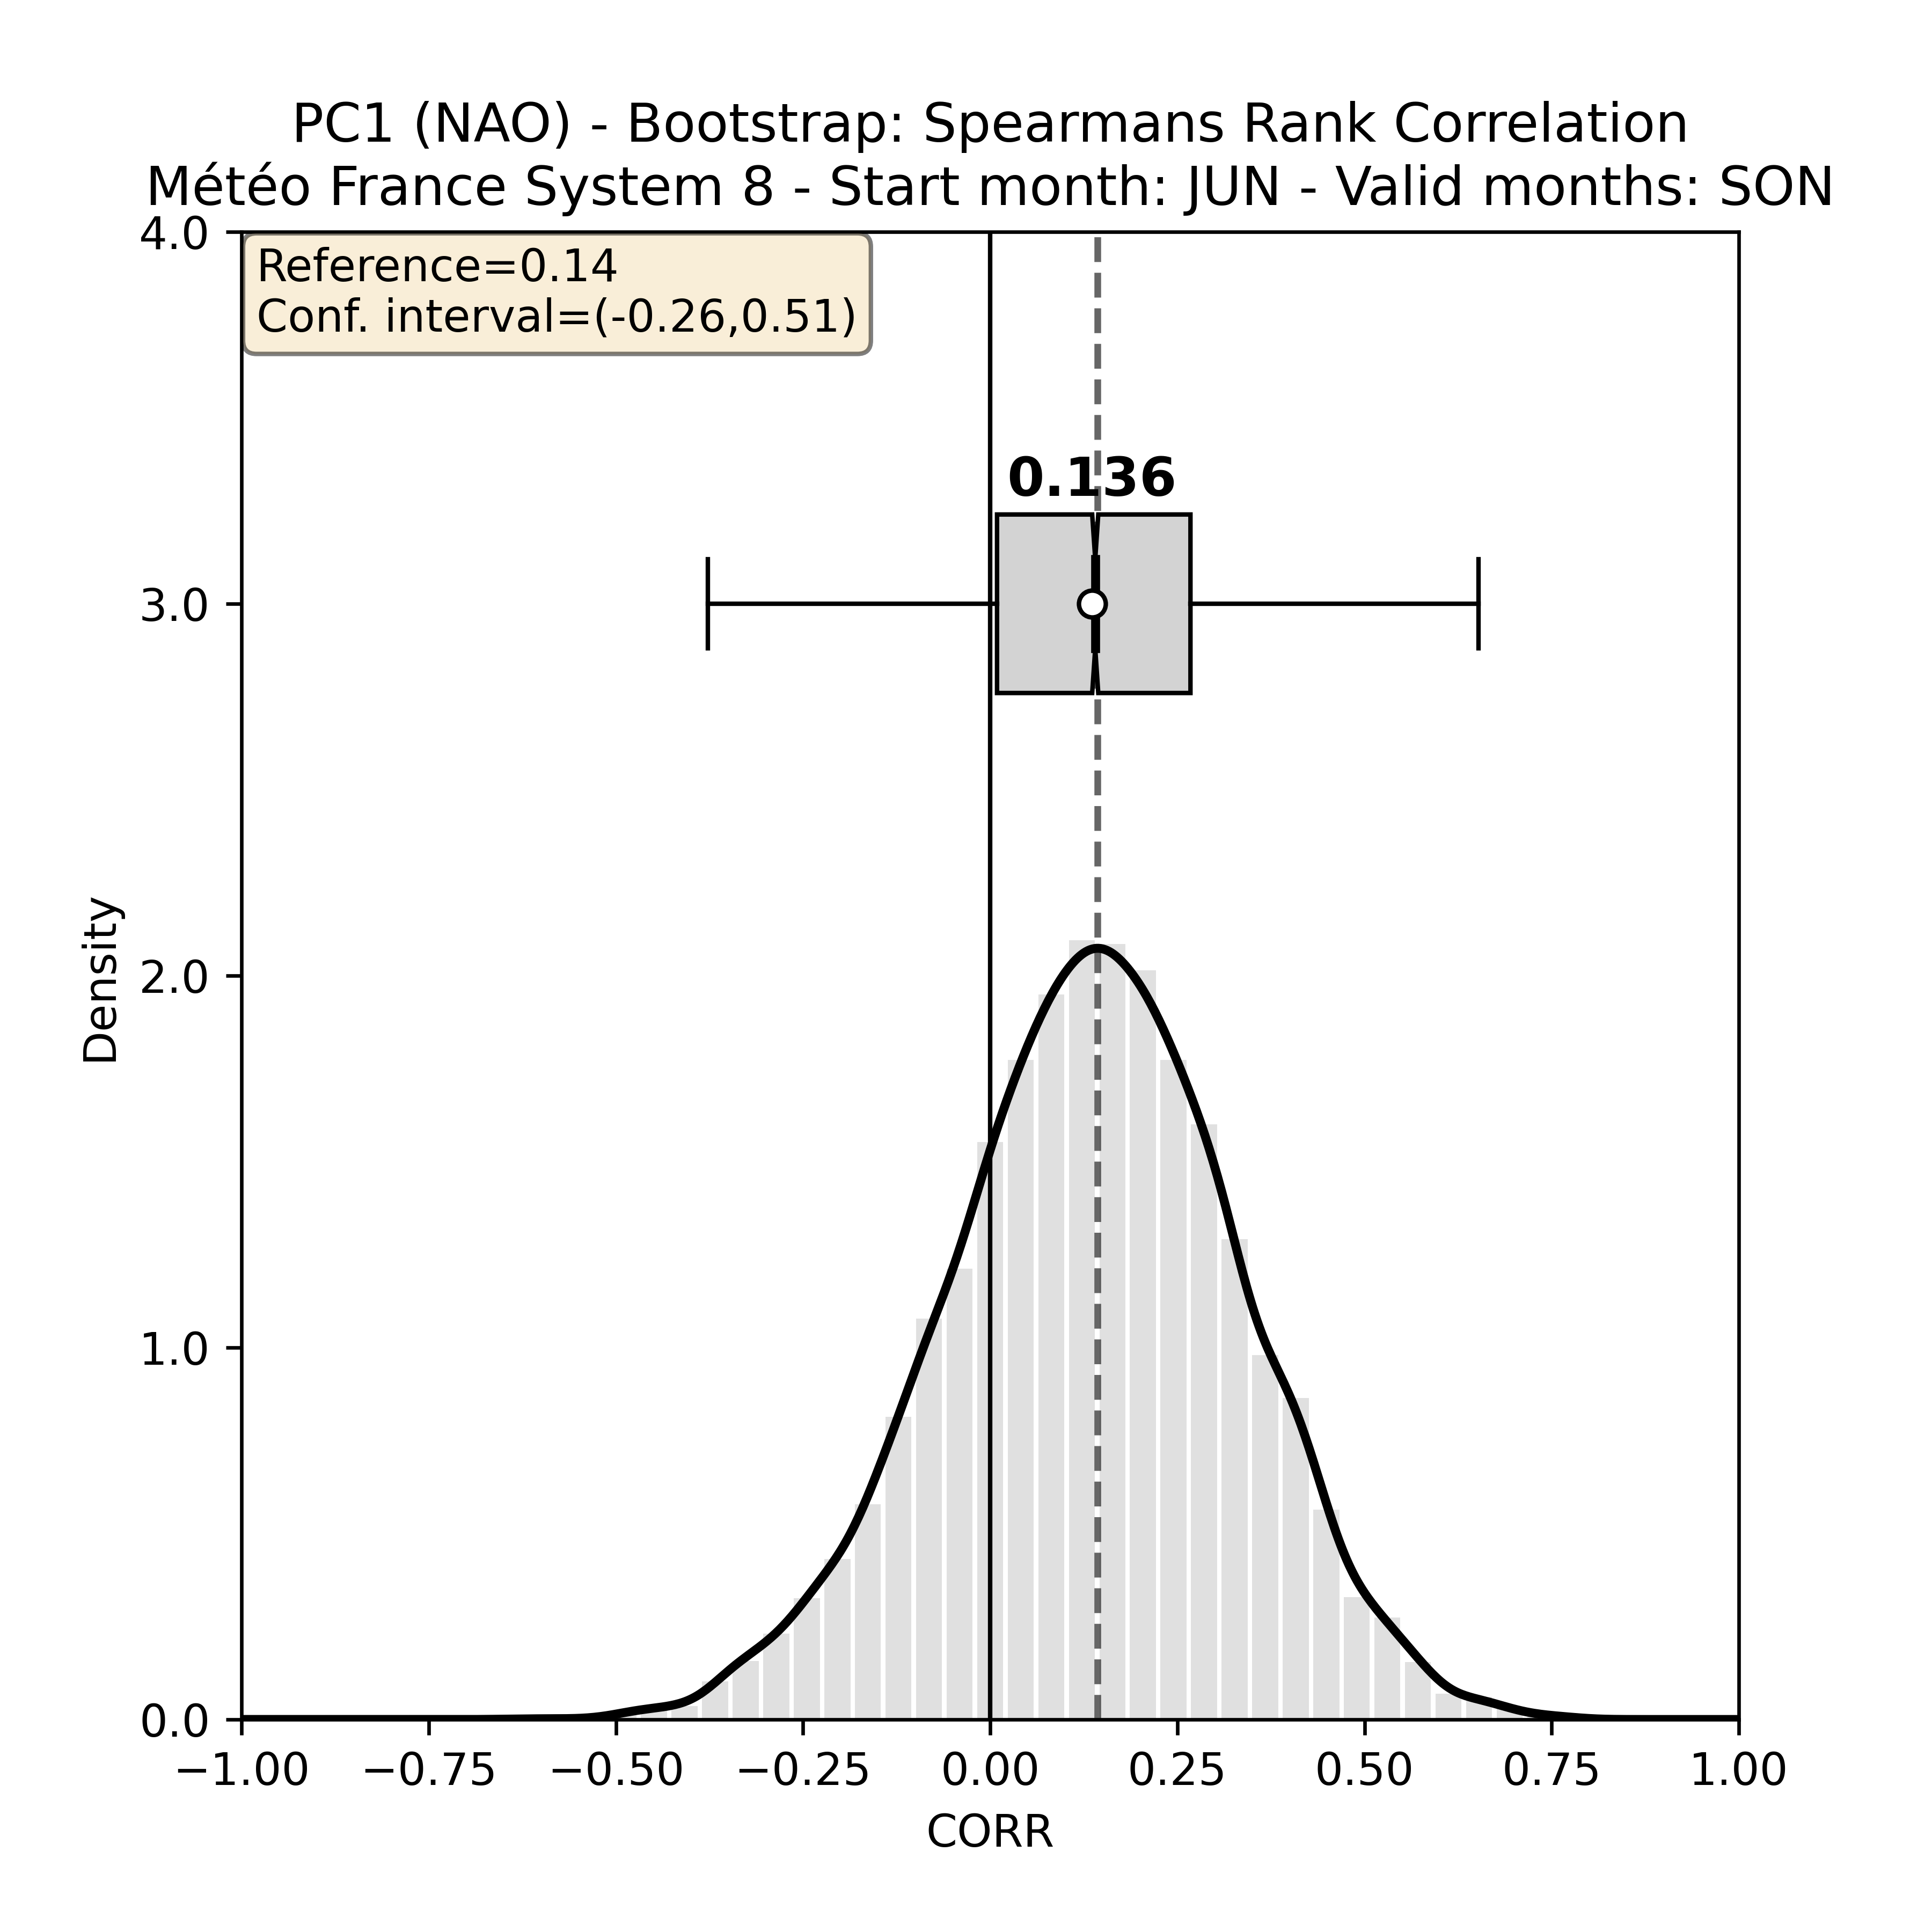 PC1 (NAO) - Bootstrap: Spearmans Rank Correlation
Météo France System 8 - Start month: JUN - Valid months: SON
Reference=0.14
Conf. interval=(-0.26,0.51)
0.136
4.0
3.0
2.0
1.0
0.0
Density
−1.00 −0.75 −0.50 −0.25 0.00 0.25 0.50 0.75 1.00
CORR